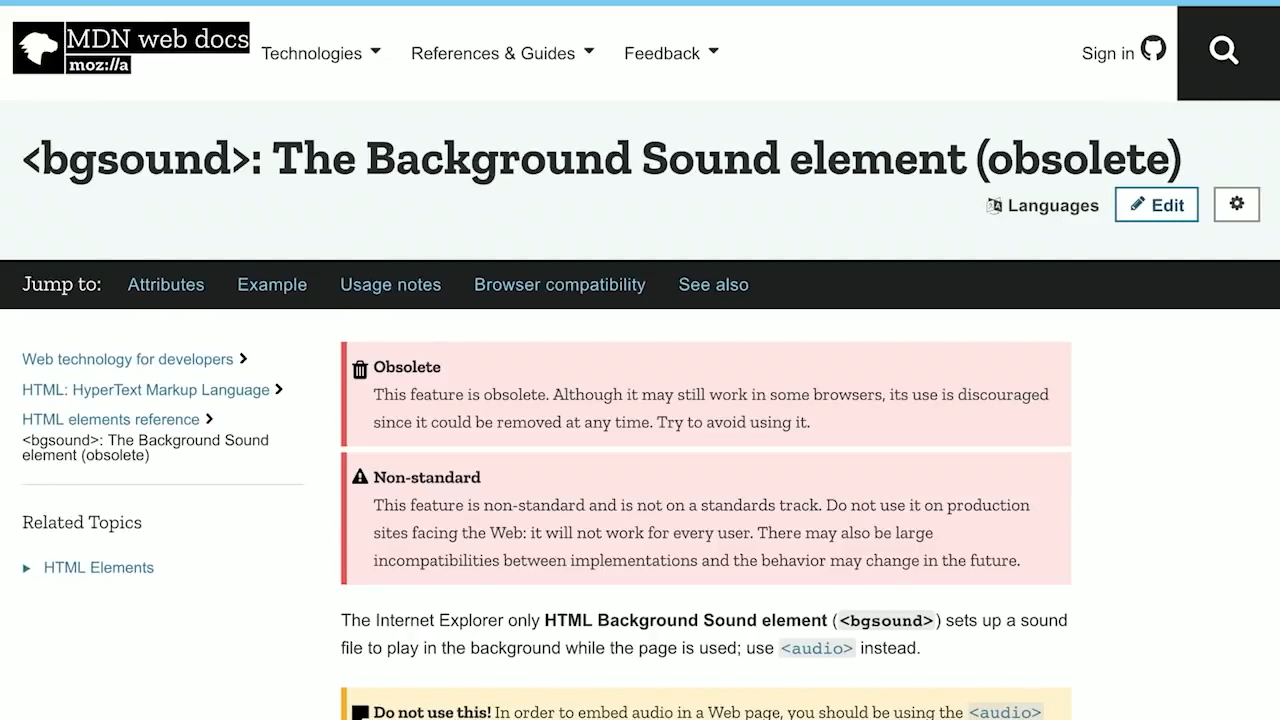 MDN web docs
moz://a
Technologies
References & Guides
Feedback
Sign in
<bgsound>: The Background Sound element (obsolete)
Languages
Edit
Jump to:
Attributes
Example
Usage notes
Browser compatibility
See also
Web technology for developers
HTML: HyperText Markup Language
HTML elements reference
<bgsound>: The Background Sound
element (obsolete)
Related Topics
HTML Elements
Obsolete
This feature is obsolete. Although it may still work in some browsers, its use is discouraged
since it could be removed at any time. Try to avoid using it.
Non-standard
This feature is non-standard and is not on a standards track. Do not use it on production
sites facing the Web: it will not work for every user. There may also be large
incompatibilities between implementations and the behavior may change in the future.
The Internet Explorer only HTML Background Sound element (<bgsound>) sets up a sound
file to play in the background while the page is used; use <audio> instead.
Do not use this! In order to embed audio in a Web page, you should be using the <audio>